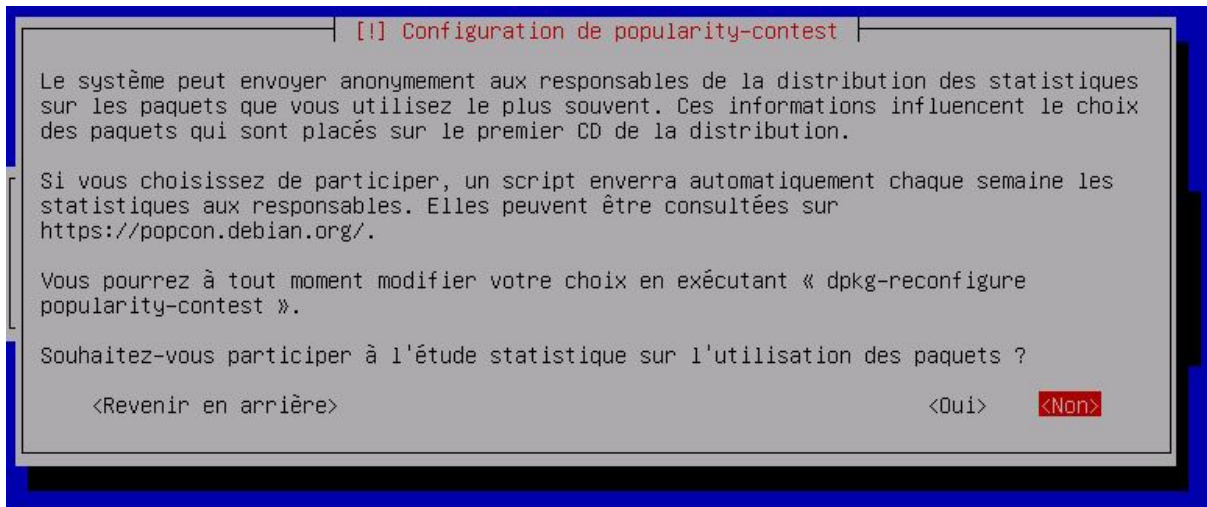 [!] Configuration de popularity-contest
Le système peut envoyer anonymement aux responsables de la distribution des statistiques
sur les paquets que vous utilisez le plus souvent. Ces informations influencent le choix
des paquets qui sont placés sur le premier CD de la distribution.
Si vous choisissez de participer, un script enverra automatiquement chaque semaine les
statistiques aux responsables. Elles peuvent être consultées sur
https://popcon.debian.org/.
Vous pourrez à tout moment modifier votre choix en exécutant « dpkg-reconfigure
popularity-contest ».
Souhaitez-vous participer à l'étude statistique sur l'utilisation des paquets ?
<Revenir en arrière> <Oui> <Non>